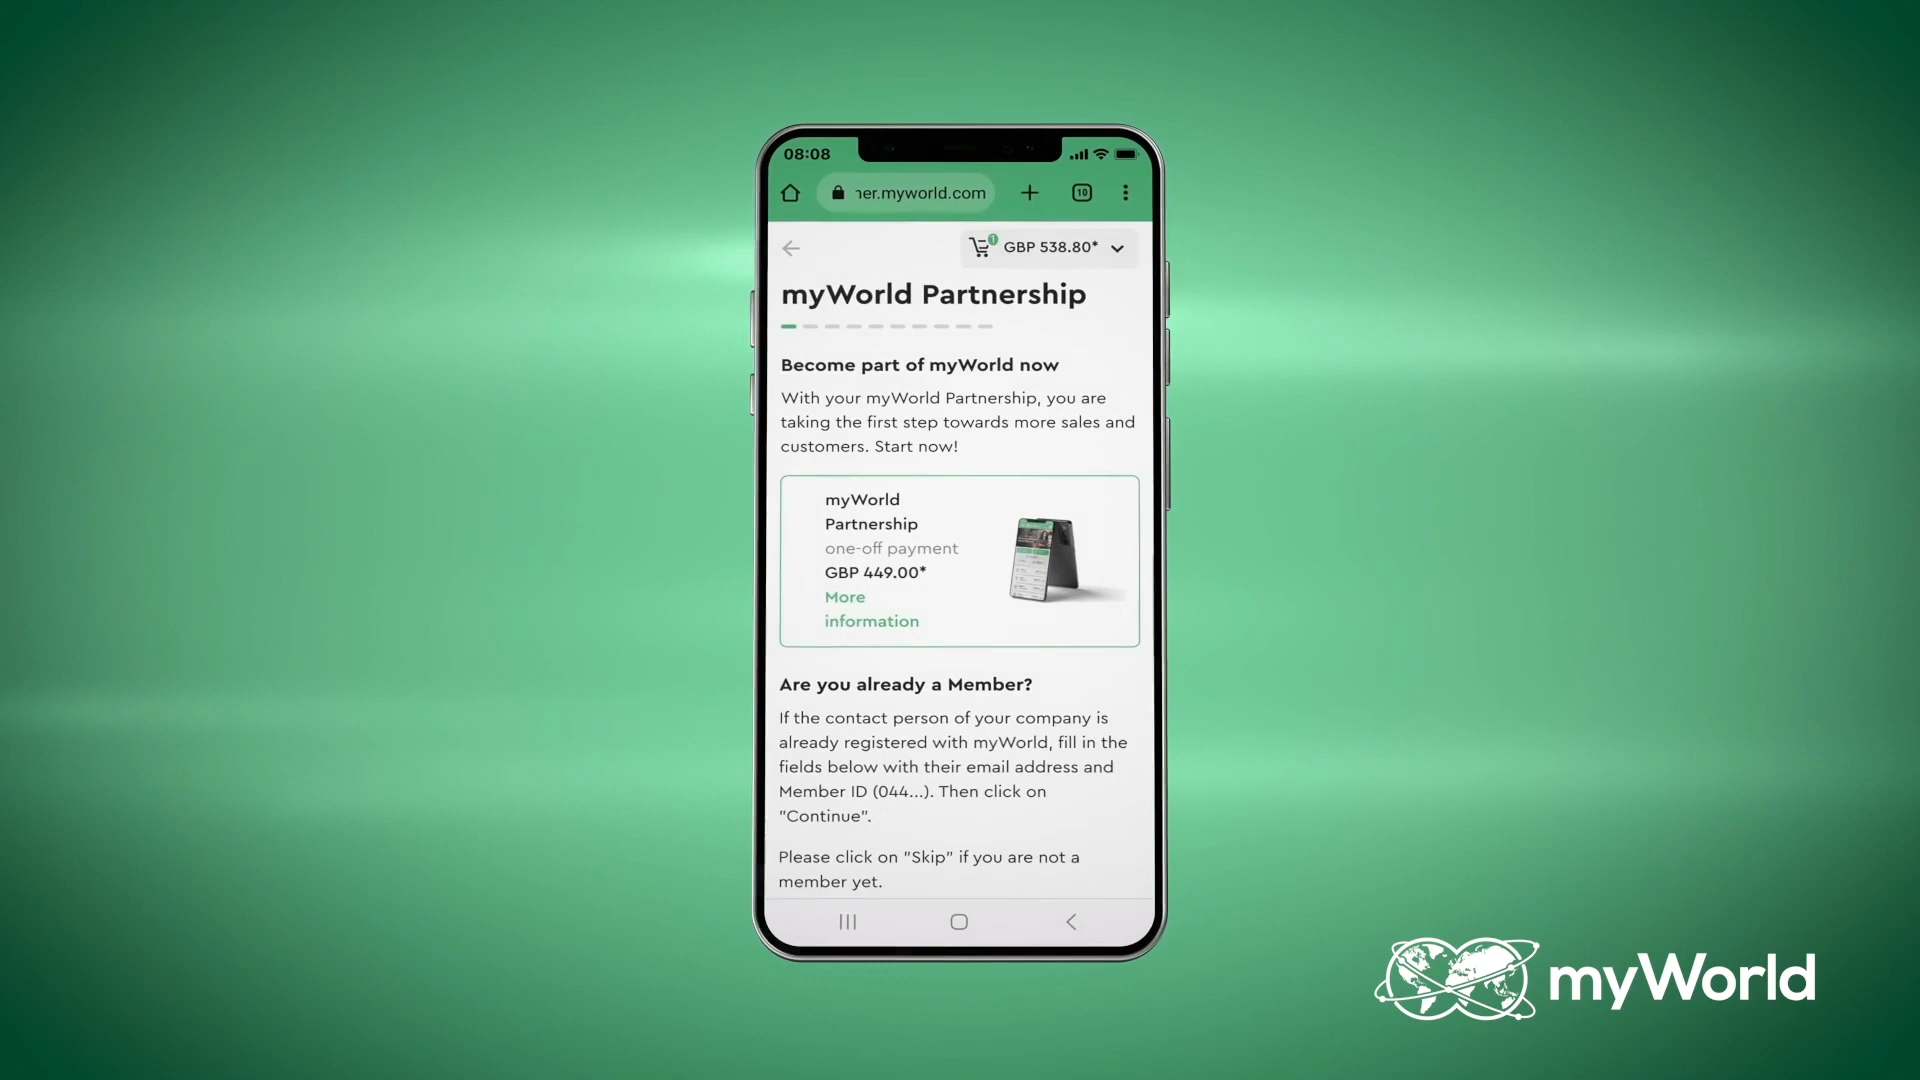 08:08
ner.myworld.com
10
1
GBP 538.80*
myWorld Partnership
Become part of myWorld now
With your myWorld Partnership, you are
taking the first step towards more sales and
customers. Start now!
myWorld
Partnership
one-off payment
GBP 449.00*
More
information
Are you already a Member?
If the contact person of your company is
already registered with myWorld, fill in the
fields below with their email address and
Member ID (044...). Then click on
"Continue".
Please click on "Skip" if you are not a
member yet.
myWorld